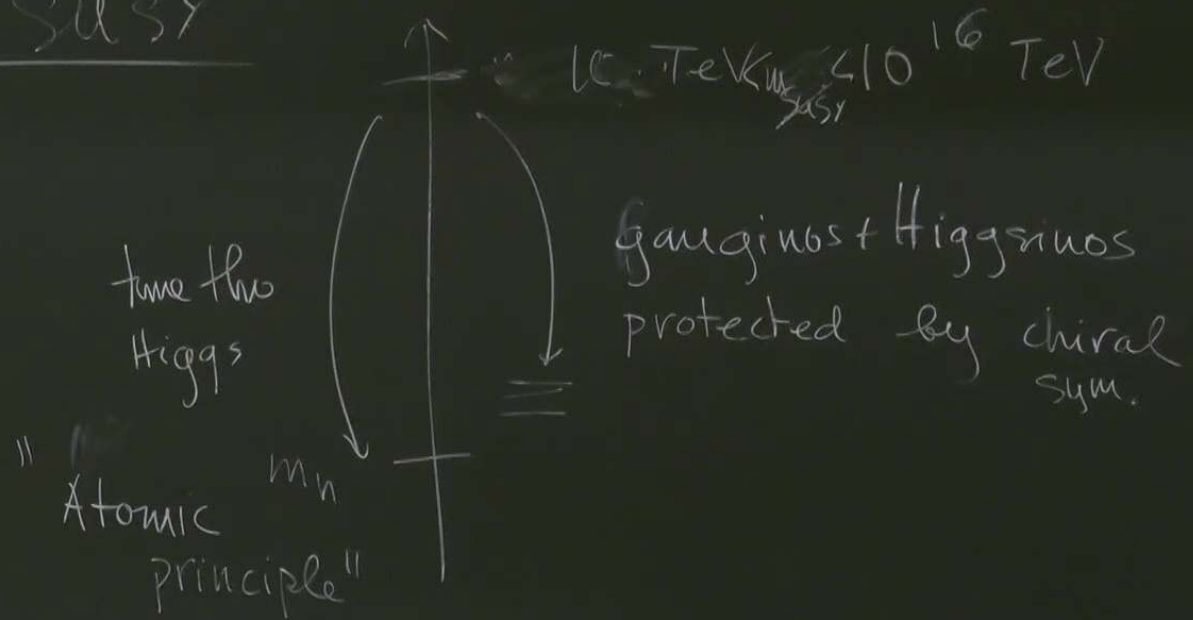 SUSY
10 TeV < m_SUSY < 10^16 TeV
Gauginos + Higgsinos
protected by chiral
sym.
tune the
Higgs
m_h
"Atomic
principle"